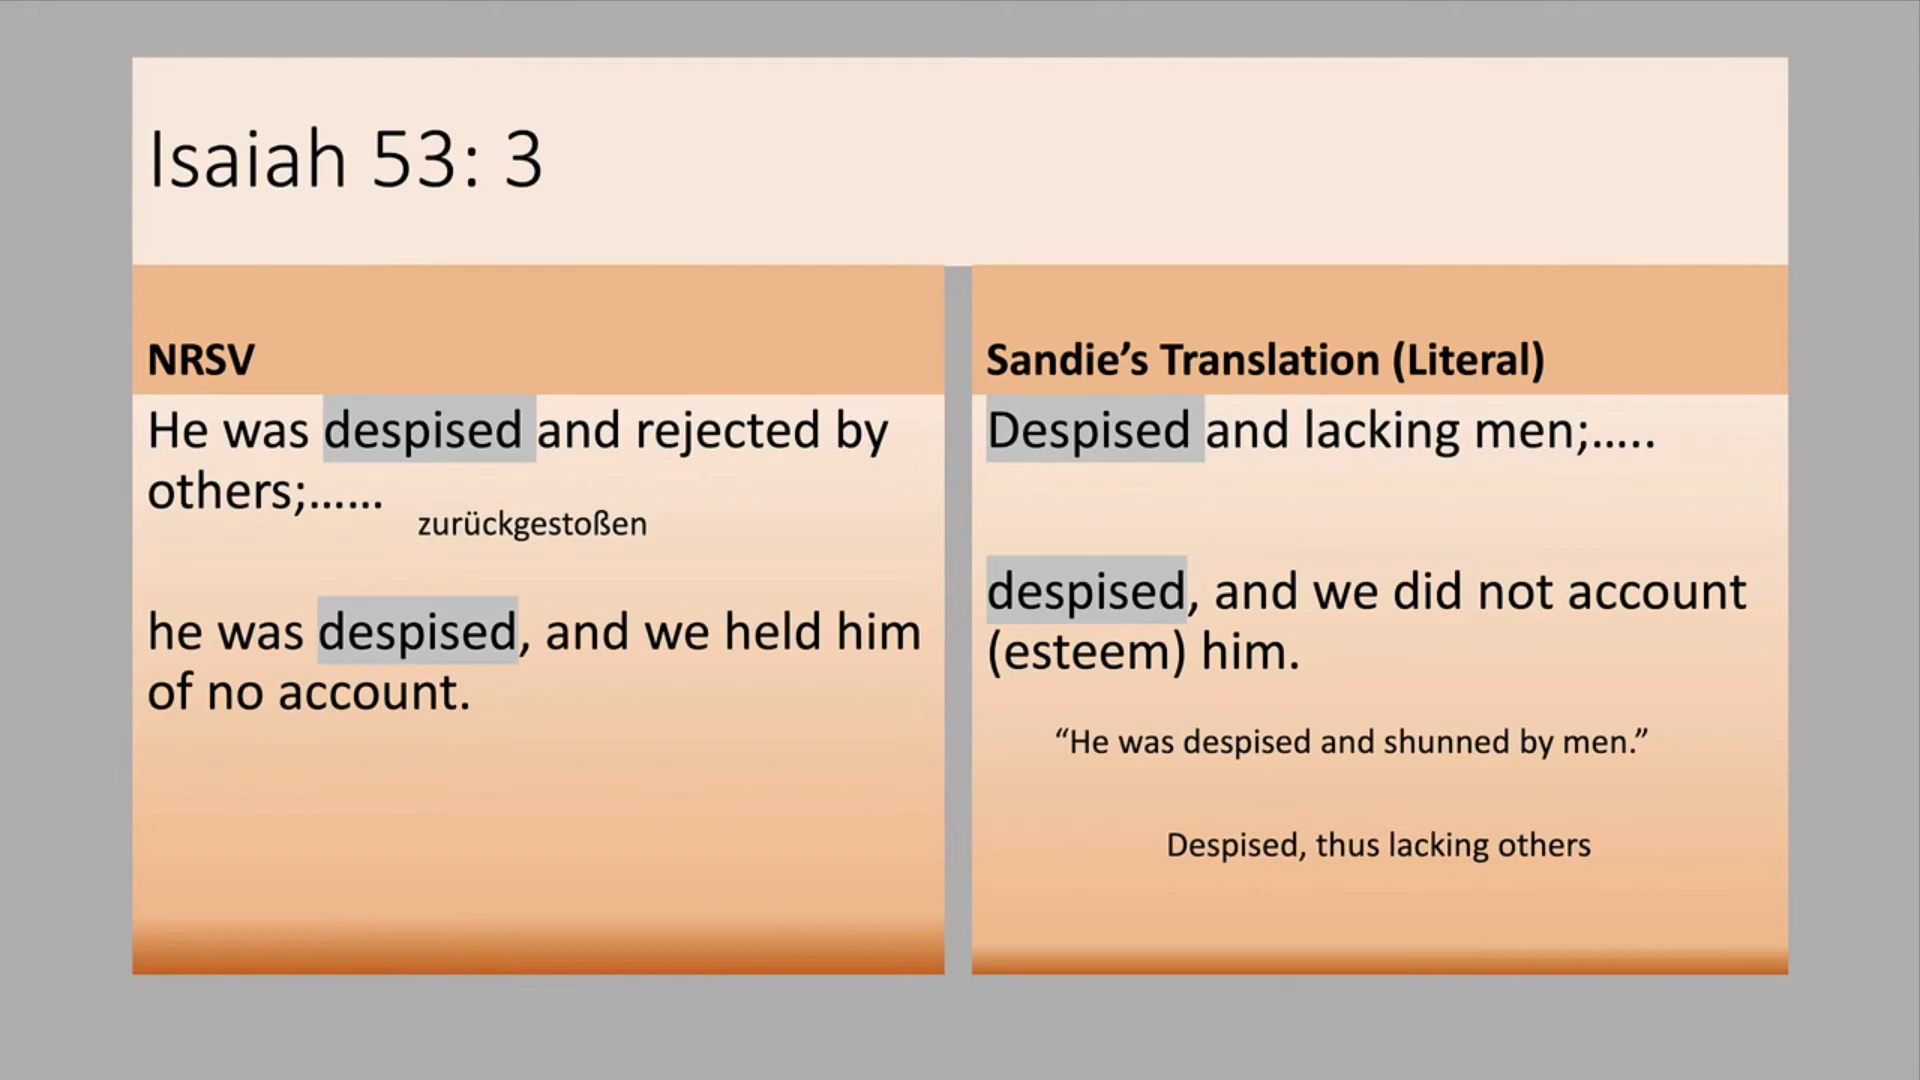 Isaiah 53: 3
NRSV
He was despised and rejected by
others;......
zurückgestoßen
he was despised, and we held him
of no account.
Sandie’s Translation (Literal)
Despised and lacking men;.....
despised, and we did not account
(esteem) him.
“He was despised and shunned by men.”
Despised, thus lacking others